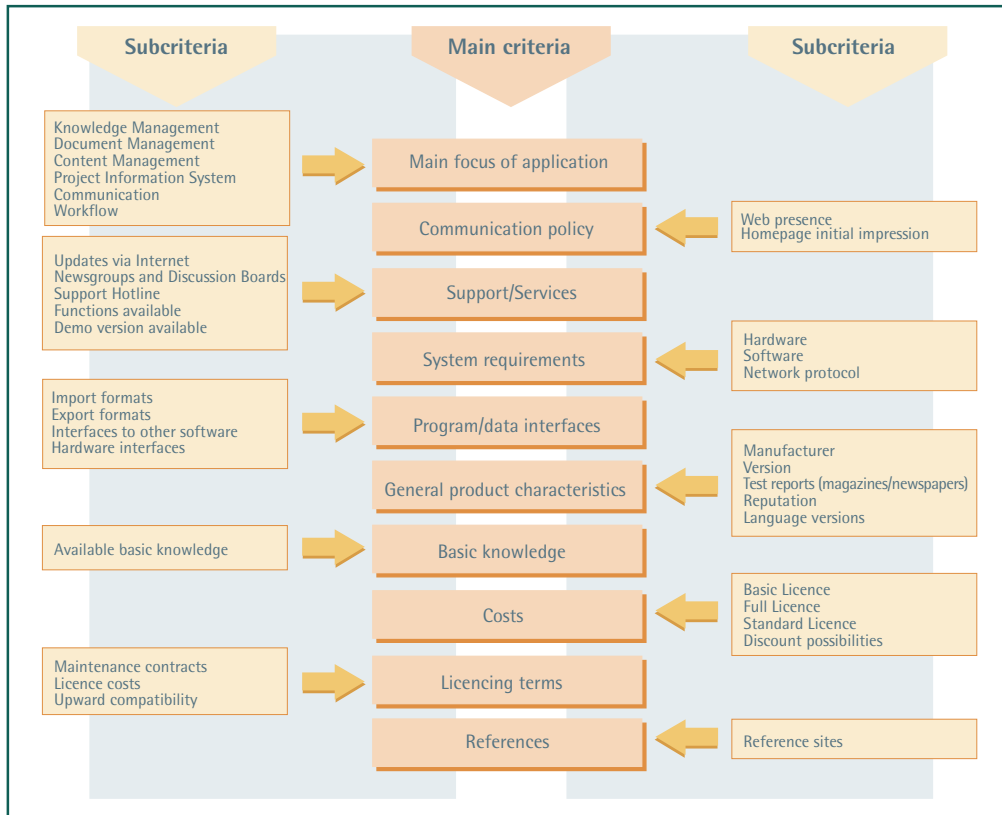 Subcriteria
Main criteria
Subcriteria
Knowledge Management
Document Management
Content Management
Project Information System
Communication
Workflow
Main focus of application
Communication policy
Web presence
Homepage initial impression
Updates via Internet
Newsgroups and Discussion Boards
Support Hotline
Functions available
Demo version available
Support/Services
System requirements
Hardware
Software
Network protocol
Import formats
Export formats
Interfaces to other software
Hardware interfaces
Program/data interfaces
General product characteristics
Manufacturer
Version
Test reports (magazines/newspapers)
Reputation
Language versions
Available basic knowledge
Basic knowledge
Costs
Basic Licence
Full Licence
Standard Licence
Discount possibilities
Maintenance contracts
Licence costs
Upward compatibility
Licencing terms
References
Reference sites